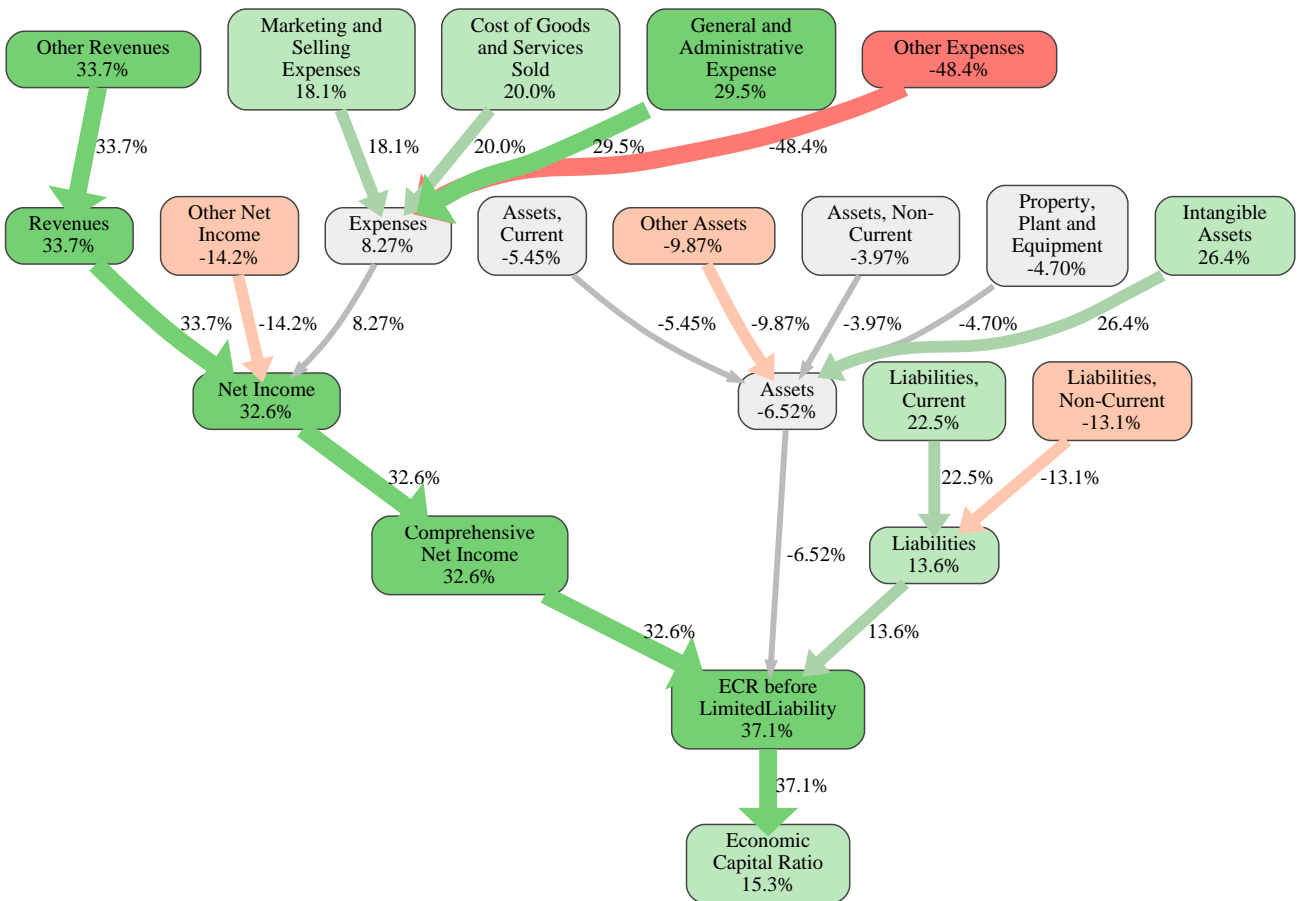 Other Revenues
33.7%
Marketing and
Selling
Expenses
18.1%
Cost of Goods
and Services
Sold
20.0%
General and
Administrative
Expense
29.5%
Other Expenses
-48.4%
33.7%
18.1%
20.0%
29.5%
-48.4%
Revenues
33.7%
Other Net
Income
-14.2%
Expenses
8.27%
Assets,
Current
-5.45%
Other Assets
-9.87%
Assets, Non-
Current
-3.97%
Property,
Plant and
Equipment
-4.70%
Intangible
Assets
26.4%
33.7%
-14.2%
8.27%
-5.45%
-9.87%
-3.97%
-4.70%
26.4%
Net Income
32.6%
Assets
-6.52%
Liabilities,
Current
22.5%
Liabilities,
Non-Current
-13.1%
32.6%
22.5%
-13.1%
Comprehensive
Net Income
32.6%
-6.52%
Liabilities
13.6%
32.6%
13.6%
ECR before
LimitedLiability
37.1%
37.1%
Economic
Capital Ratio
15.3%